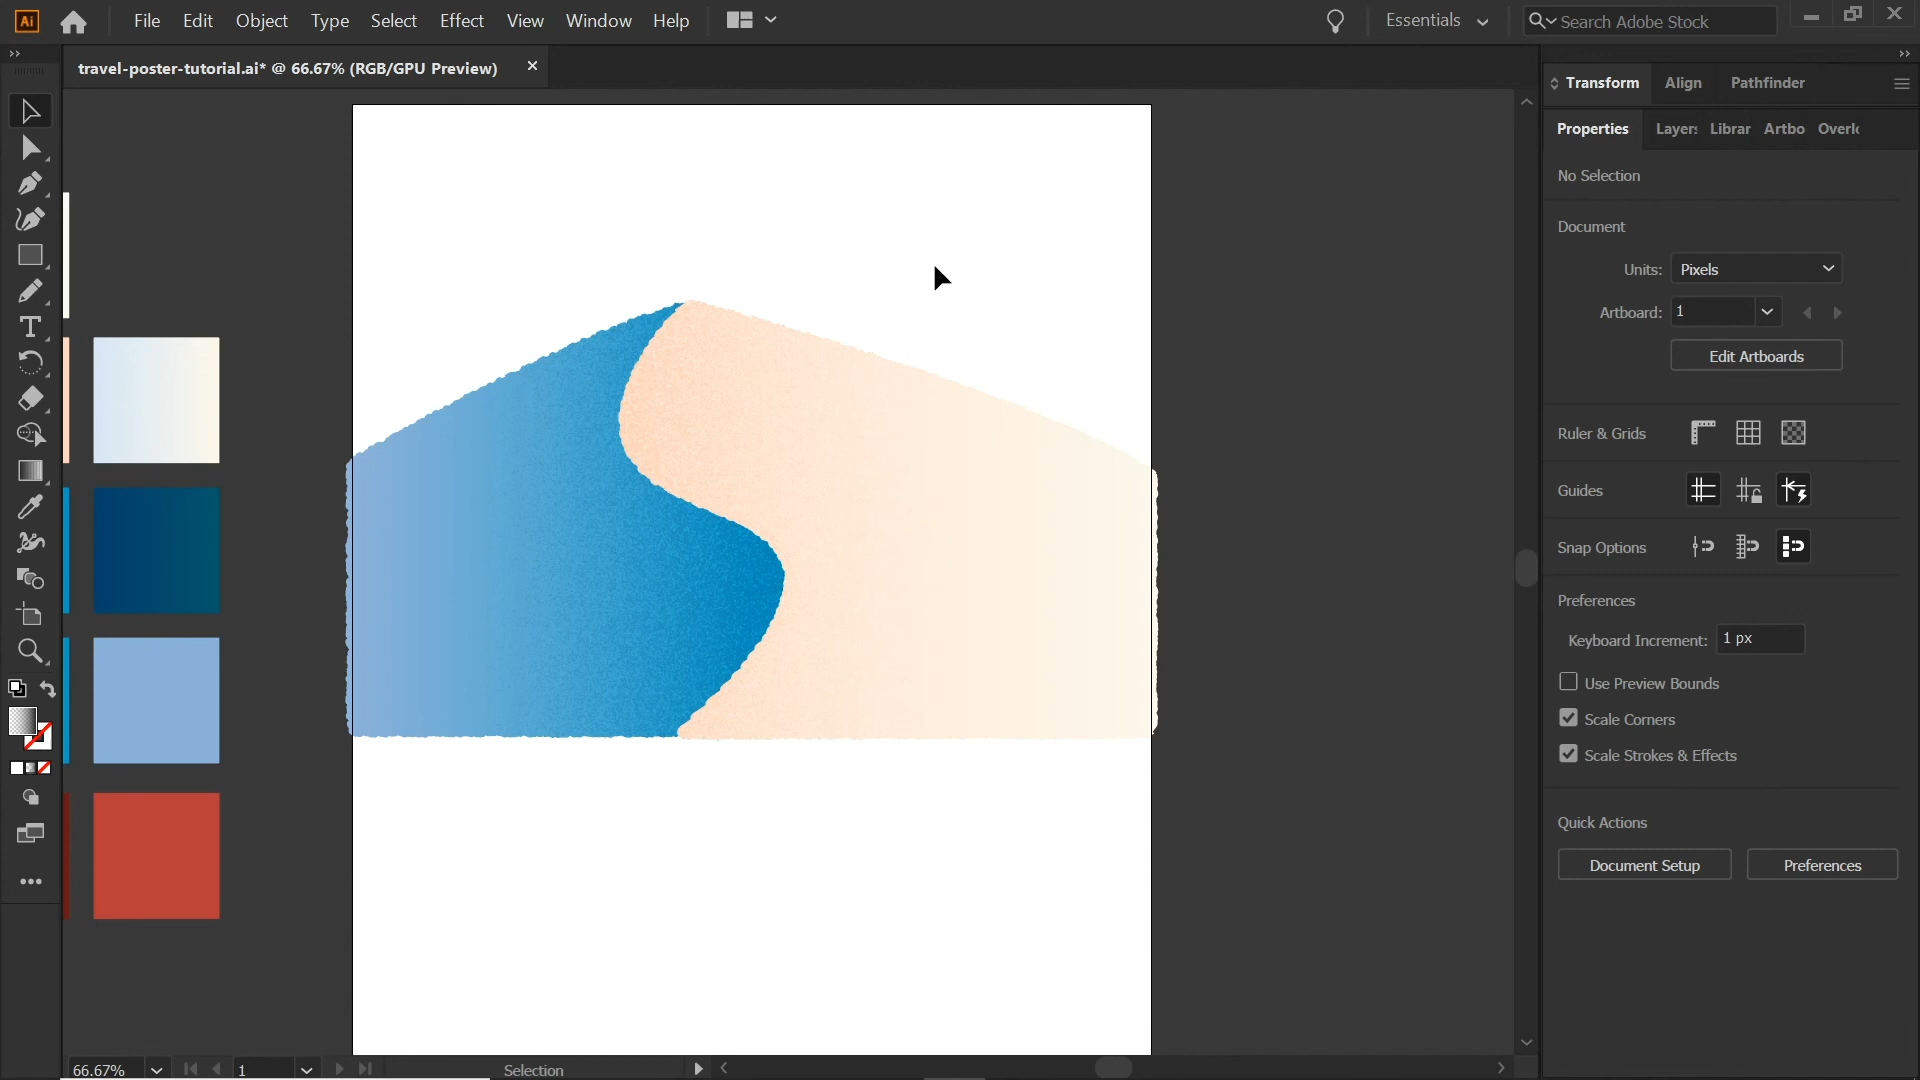 Ai File Edit Object Type Select Effect View Window Help Essentials Search Adobe Stock
travel-poster-tutorial.ai* @ 66.67% (RGB/GPU Preview)
Transform Align Pathfinder
Properties Layers Librar Artbo Overl
No Selection
Document
Units: Pixels
Artboard: 1
Edit Artboards
Ruler & Grids
Guides
Snap Options
Preferences
Keyboard Increment: 1 px
Use Preview Bounds
Scale Corners
Scale Strokes & Effects
Quick Actions
Document Setup Preferences
66.67% 1 Selection